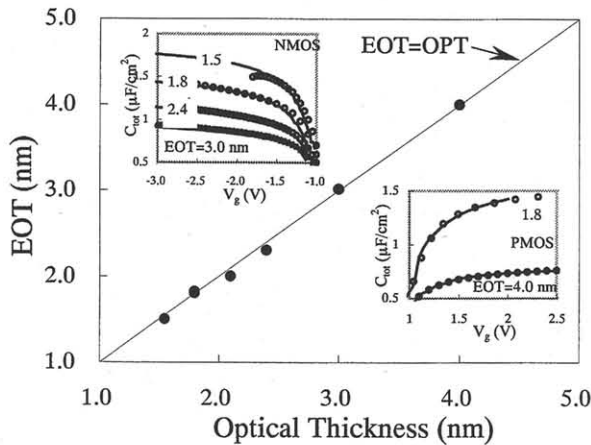 5.0
4.0
3.0
2.0
1.0
EOT (nm)
1.0 2.0 3.0 4.0 5.0
Optical Thickness (nm)
EOT=OPT
2
1.5
1
0.5
C_tot (μF/cm²)
NMOS
1.5
1.8
2.4
EOT=3.0 nm
-3.0 -2.5 -2.0 -1.5 -1.0
V_g (V)
1.5
1
0.5
C_tot (μF/cm²)
1.8
PMOS
EOT=4.0 nm
1 1.5 2 2.5
V_g (V)